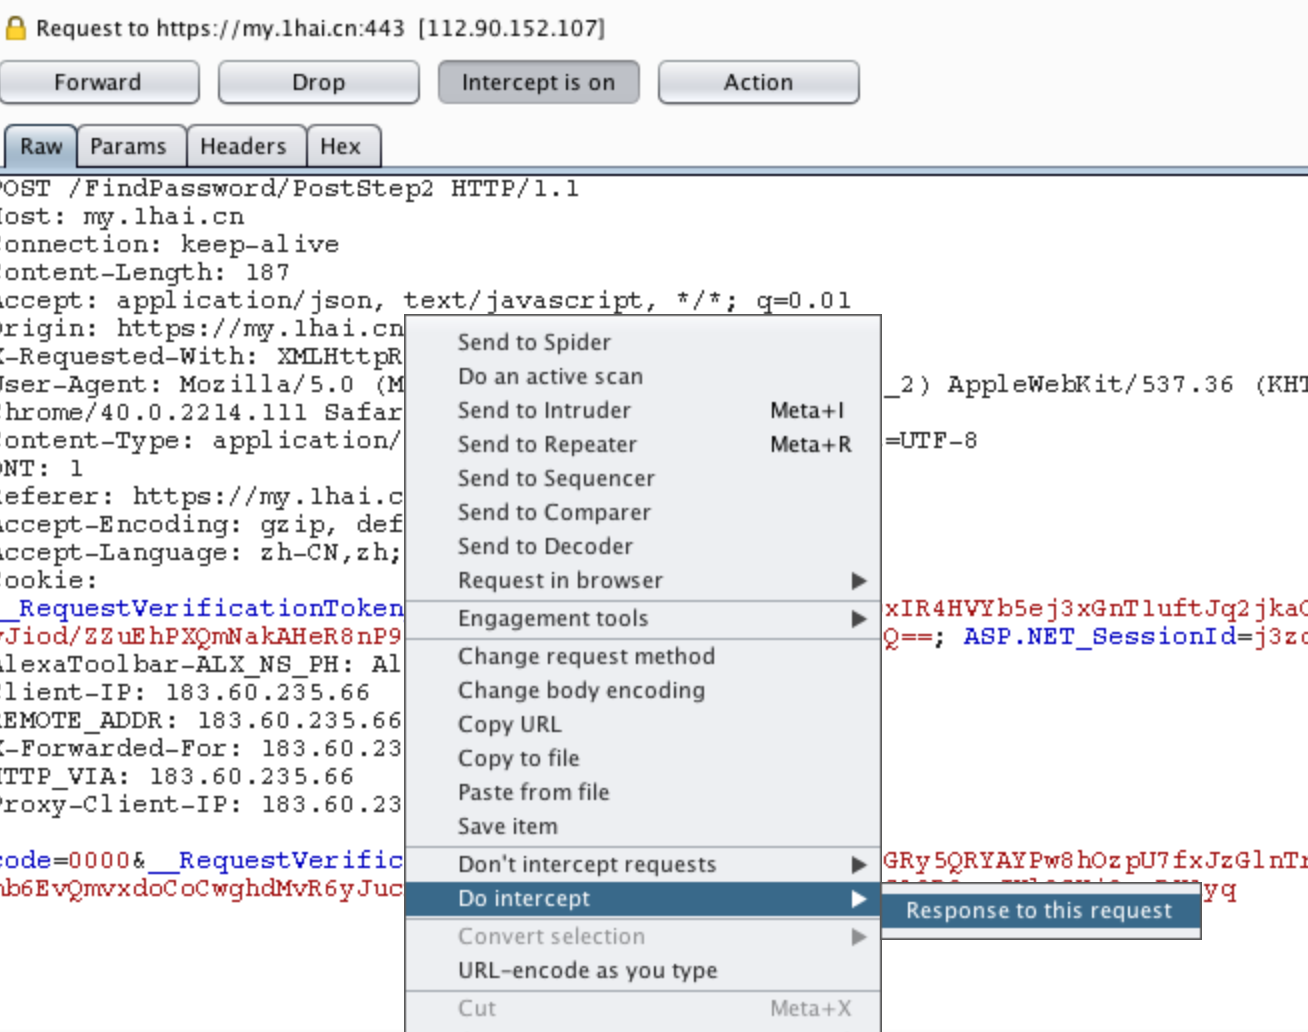 Request to https://my.1hai.cn:443 [112.90.152.107]
Forward Drop Intercept is on Action
Raw Params Headers Hex
POST /FindPassword/PostStep2 HTTP/1.1
Host: my.1hai.cn
Connection: keep-alive
Content-Length: 187
Accept: application/json, text/javascript, */*; q=0.01
Origin: https://my.1hai.cn
X-Requested-With: XMLHttpR
User-Agent: Mozilla/5.0 (M _2) AppleWebKit/537.36 (KHT
Chrome/40.0.2214.111 Safar
Content-Type: application/ =UTF-8
DNT: 1
Referer: https://my.1hai.c
Accept-Encoding: gzip, def
Accept-Language: zh-CN,zh;
Cookie:
__RequestVerificationToken xIR4HVYb5ej3xGnTluftJq2jkaC
vJiod/ZZuEhPXQmNakAHeR8nP9 Q==; ASP.NET_SessionId=j3zc
AlexaToolbar-ALX_NS_PH: Al
Client-IP: 183.60.235.66
REMOTE_ADDR: 183.60.235.66
X-Forwarded-For: 183.60.23
HTTP_VIA: 183.60.235.66
Proxy-Client-IP: 183.60.23
code=0000&__RequestVerific GRy5QRYAYPw8hOzpU7fxJzGlnTr
mb6EvQmvxdoCoCwghdMvR6yJuc yq
Send to Spider
Do an active scan
Send to Intruder Meta+I
Send to Repeater Meta+R
Send to Sequencer
Send to Comparer
Send to Decoder
Request in browser
Engagement tools
Change request method
Change body encoding
Copy URL
Copy to file
Paste from file
Save item
Don't intercept requests
Do intercept
Response to this request
Convert selection
URL-encode as you type
Cut Meta+X